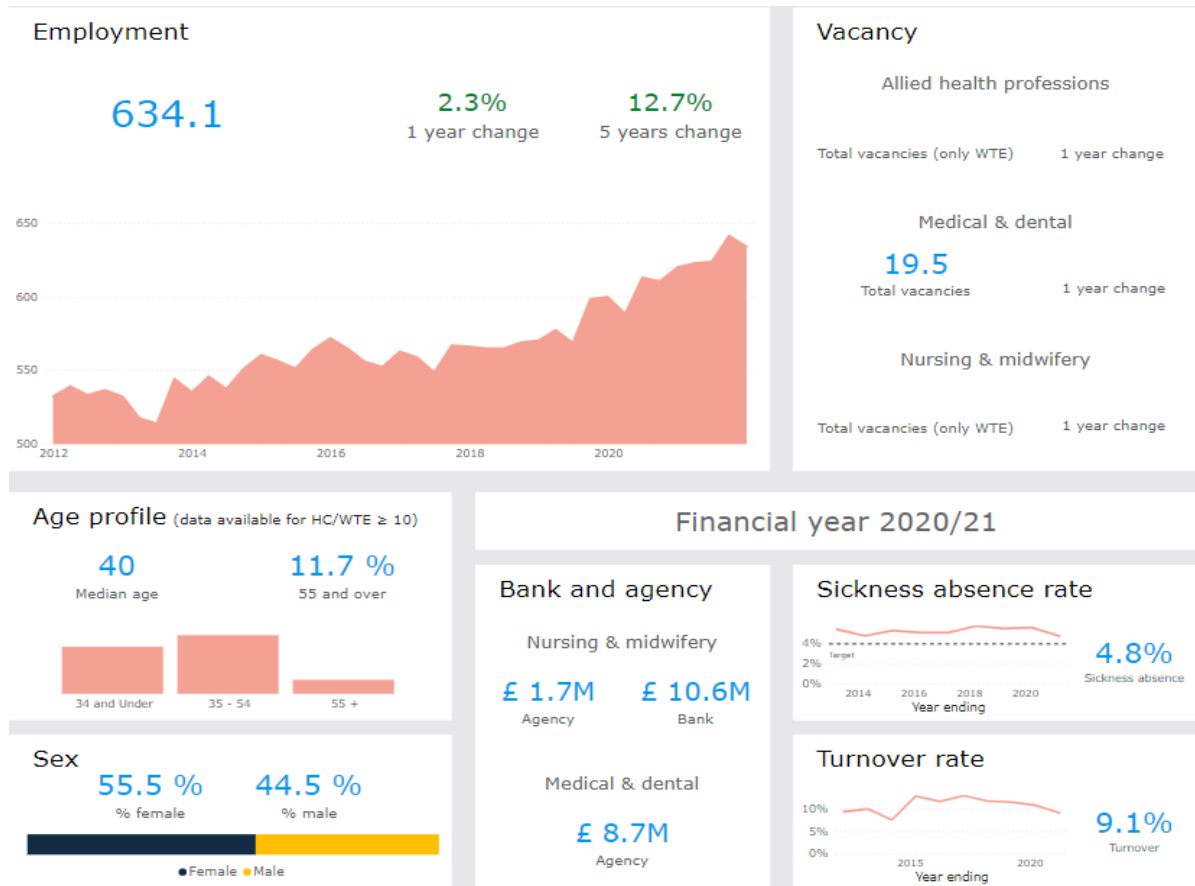 Employment
634.1
2.3%
1 year change
12.7%
5 years change
650
600
550
500
2012 2014 2016 2018 2020
Vacancy
Allied health professions
Total vacancies (only WTE) 1 year change
Medical & dental
19.5
Total vacancies 1 year change
Nursing & midwifery
Total vacancies (only WTE) 1 year change
Age profile (data available for HC/WTE ≥ 10)
40
Median age
11.7 %
55 and over
34 and Under 35 - 54 55 +
Sex
55.5 %
% female
44.5 %
% male
Female Male
Financial year 2020/21
Bank and agency
Nursing & midwifery
£ 1.7M
Agency
£ 10.6M
Bank
Medical & dental
£ 8.7M
Agency
Sickness absence rate
4%
Target
2%
0%
2014 2016 2018 2020
Year ending
4.8%
Sickness absence
Turnover rate
10%
5%
0%
2015 2020
Year ending
9.1%
Turnover